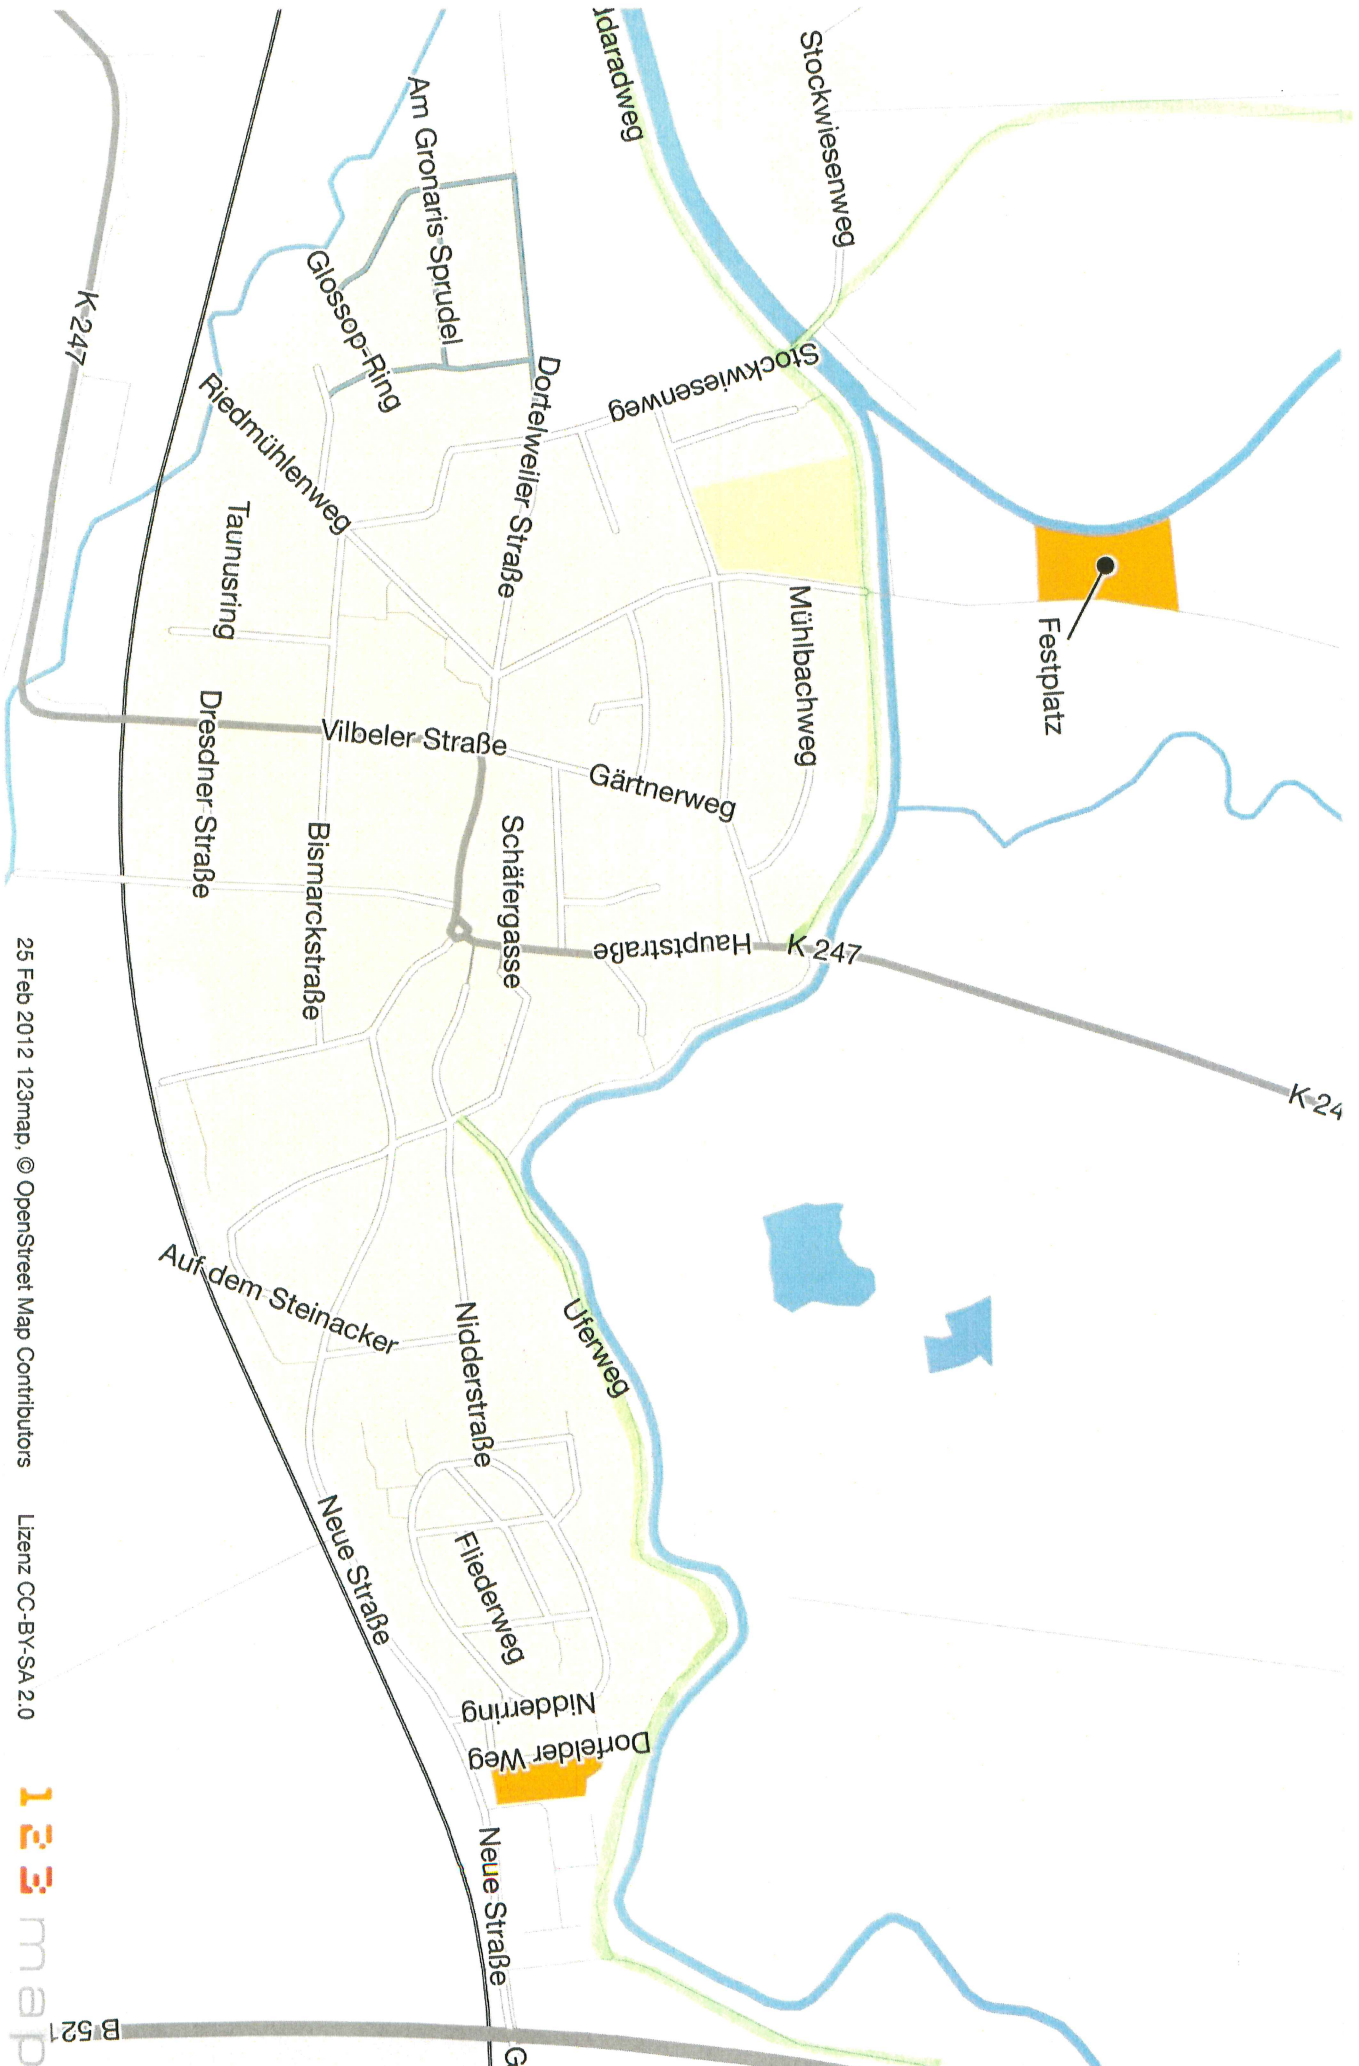 K 247
Stockwiesenweg
Am Gronaris-Sprudel
Glossop-Ring
Stockwiesenweg
Dortelweiler Straße
Riedmühlenweg
Festplatz
Taunusring
Mühlbachweg
Dresdner-Straße
Vilbeler Straße
Gärtnerweg
Bismarckstraße
Schäfergasse
Hauptstraße
K 247
K 24
Auf dem Steinacker
Nidderstraße
Uferweg
Neue Straße
Fliederweg
Nidderring
Dorfelder Weg
Neue Straße
B 521
G
25 Feb 2012 123map, © OpenStreet Map Contributors Lizenz CC-BY-SA 2.0
123map